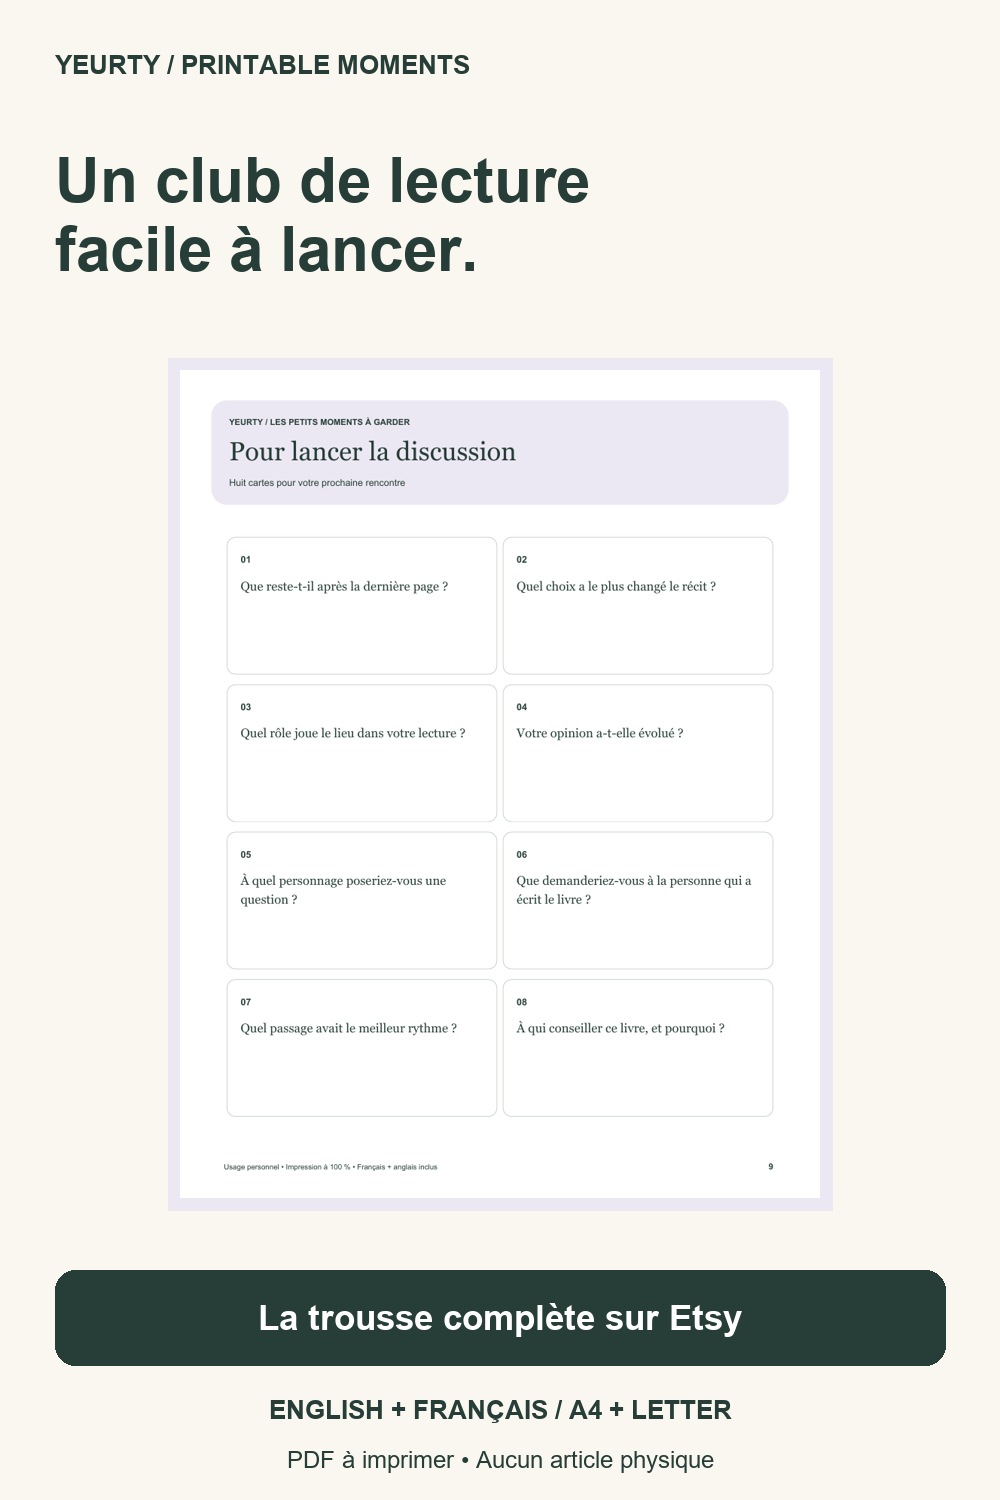 YEURTY / PRINTABLE MOMENTS
Un club de lecture
facile à lancer.
YEURTY / LES PETITS MOMENTS À GARDER
Pour lancer la discussion
Huit cartes pour votre prochaine rencontre
01
Que reste-t-il après la dernière page ?
02
Quel choix a le plus changé le récit ?
03
Quel rôle joue le lieu dans votre lecture ?
04
Votre opinion a-t-elle évolué ?
05
À quel personnage poseriez-vous une
question ?
06
Que demanderiez-vous à la personne qui a
écrit le livre ?
07
Quel passage avait le meilleur rythme ?
08
À qui conseiller ce livre, et pourquoi ?
Usage personnel • Impression à 100 % • Français + anglais inclus
9
La trousse complète sur Etsy
ENGLISH + FRANÇAIS / A4 + LETTER
PDF à imprimer • Aucun article physique